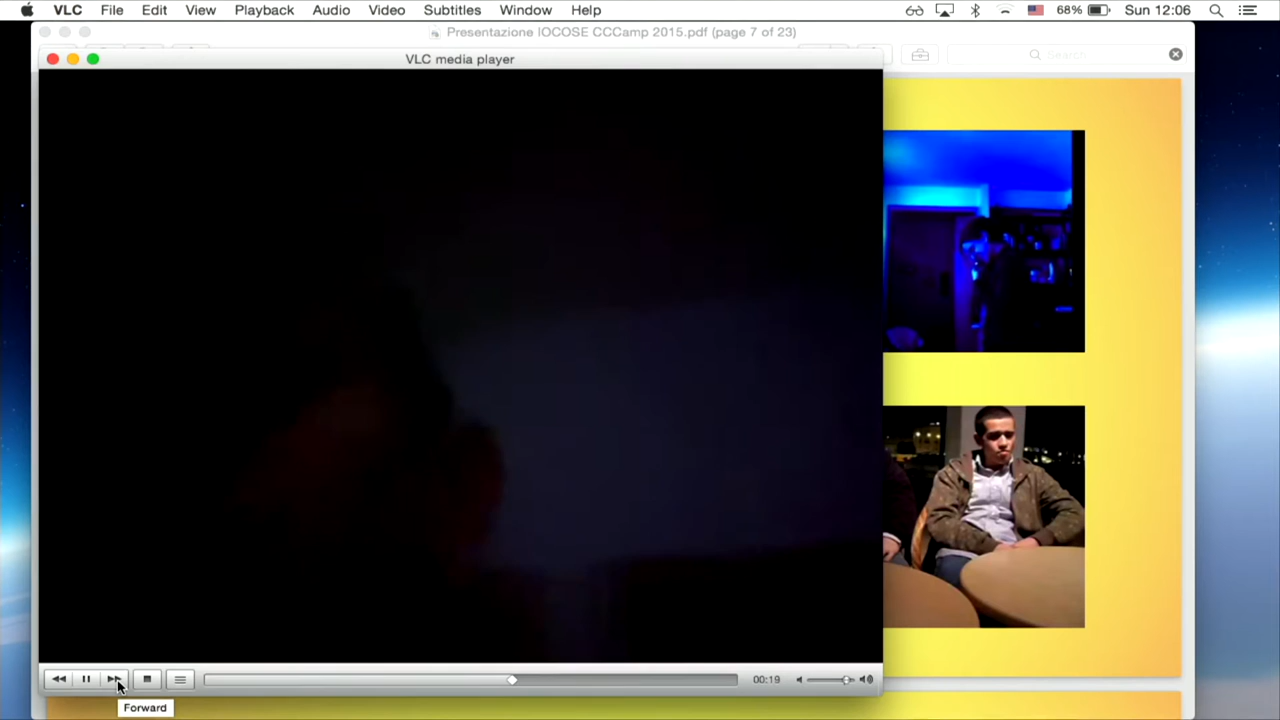 VLC File Edit View Playback Audio Video Subtitles Window Help 68% Sun 12:06
Presentazione IOCOSE CCCamp 2015.pdf (page 7 of 23)
Search
VLC media player
00:19
Forward